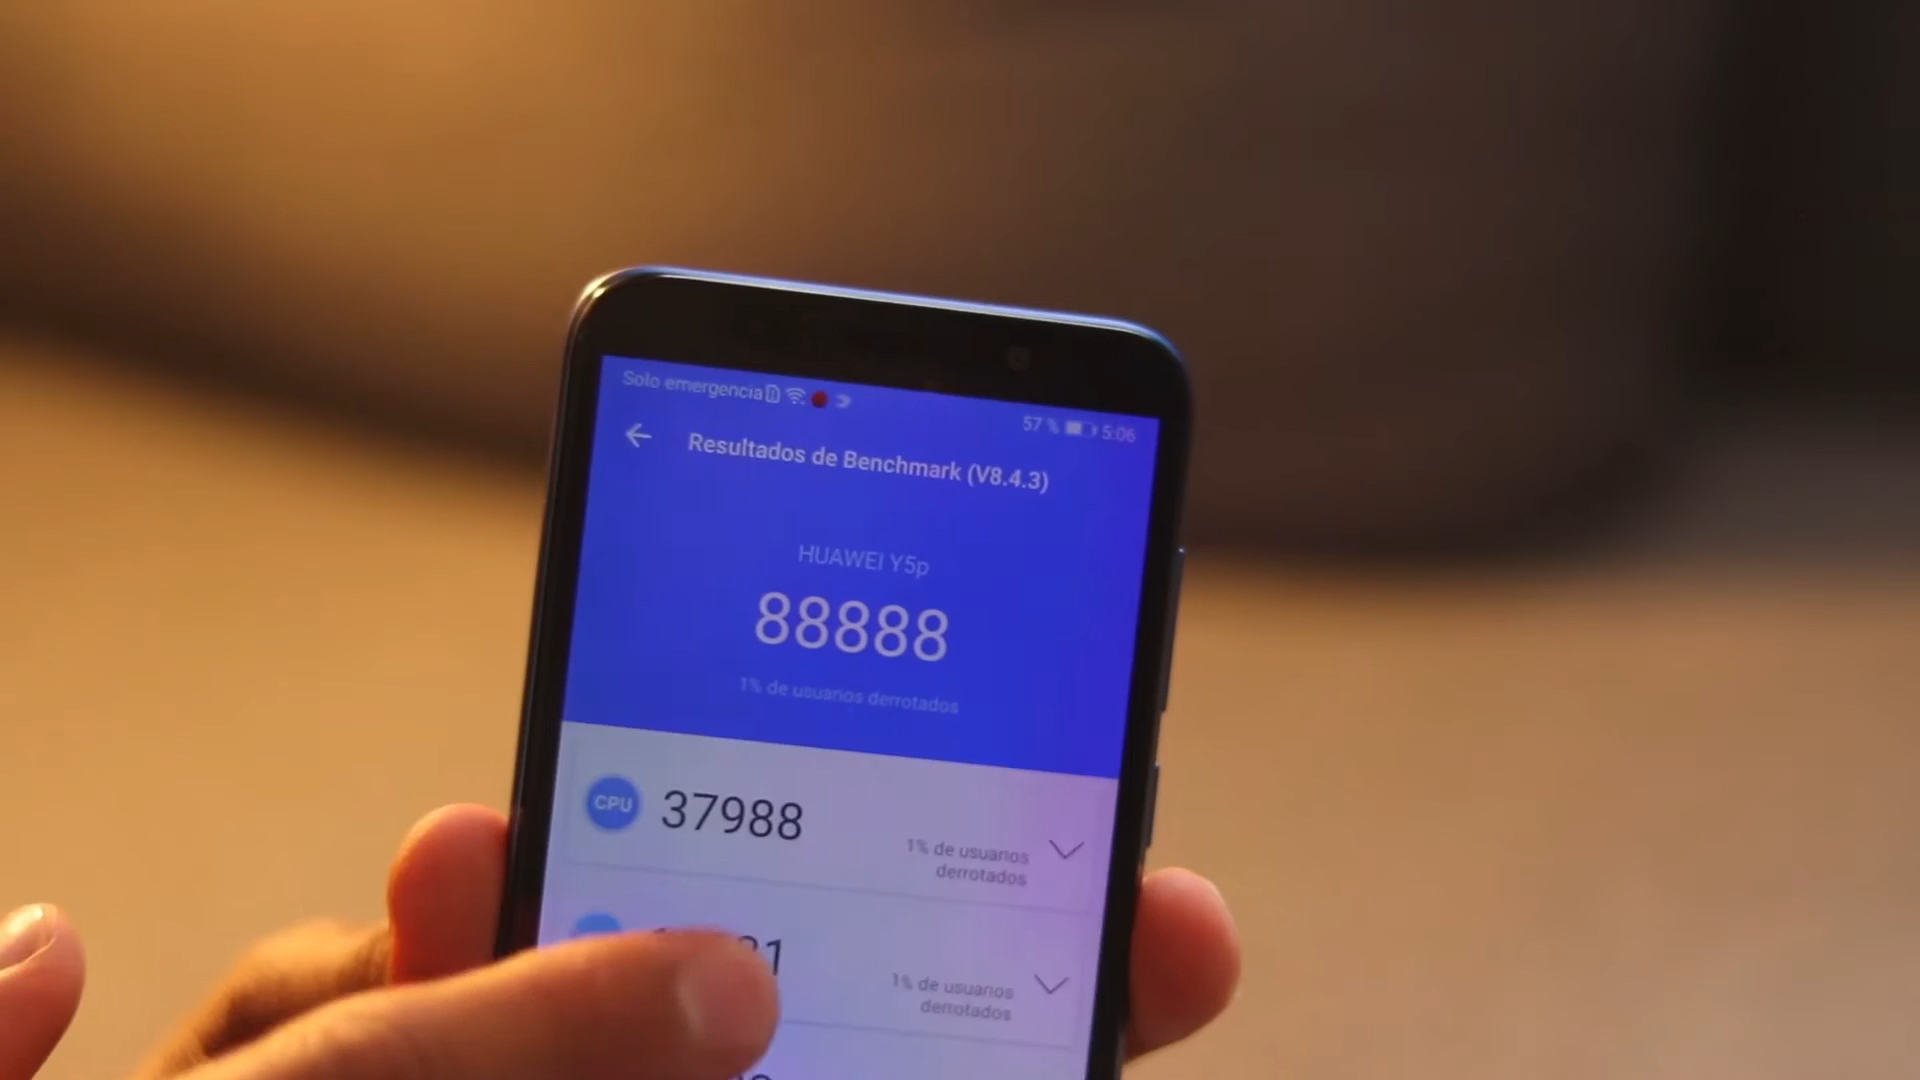 Solo emergencia
57 % 5:06
Resultados de Benchmark (V8.4.3)
HUAWEI Y5p
88888
1% de usuarios derrotados
CPU
37988
1% de usuarios
derrotados
1% de usuarios
derrotados